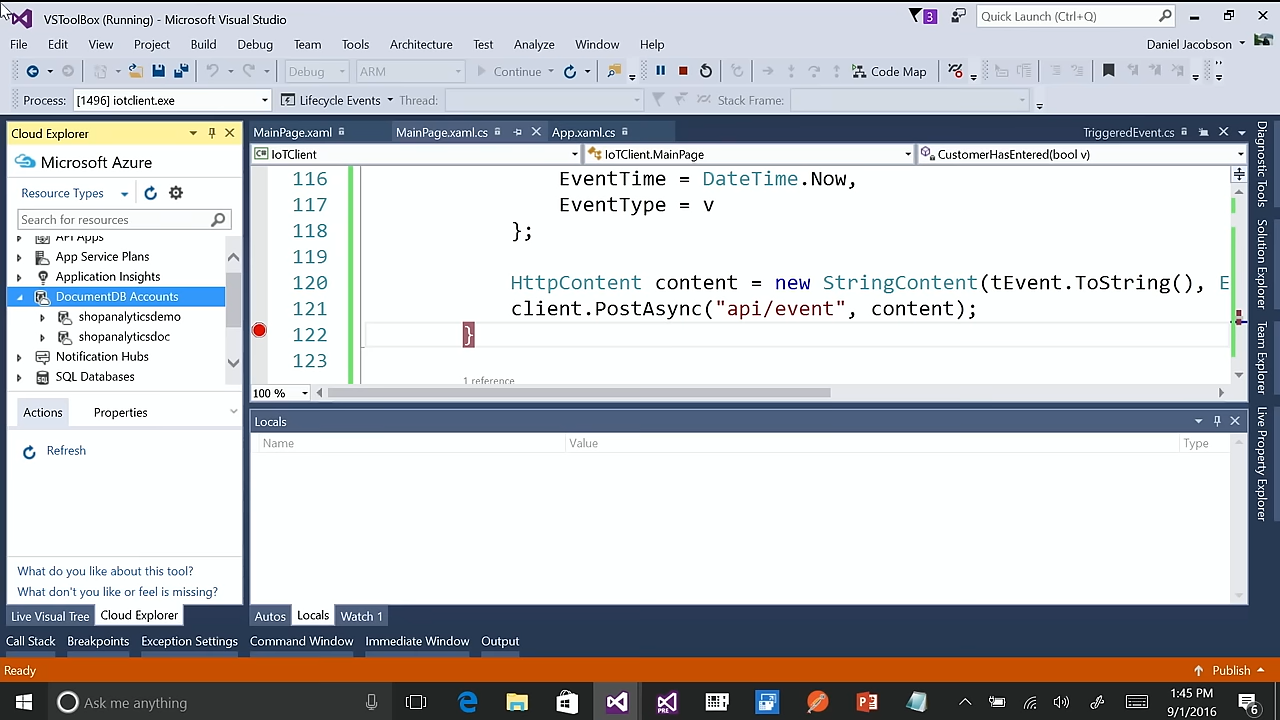 VSToolBox (Running) - Microsoft Visual Studio
3
Quick Launch (Ctrl+Q)
File Edit View Project Build Debug Team Tools Architecture Test Analyze Window Help
Daniel Jacobson
Debug ARM Continue Code Map
Process: [1496] iotclient.exe Lifecycle Events Thread: Stack Frame:
Cloud Explorer
MainPage.xaml MainPage.xaml.cs App.xaml.cs TriggeredEvent.cs
Microsoft Azure
IoTClient IoTClient.MainPage CustomerHasEntered(bool v)
Resource Types
Search for resources
API Apps
App Service Plans
Application Insights
DocumentDB Accounts
shopanalyticsdemo
shopanalyticsdoc
Notification Hubs
SQL Databases
Actions Properties
Refresh
What do you like about this tool?
What don't you like or feel is missing?
Live Visual Tree Cloud Explorer
116 EventTime = DateTime.Now,
117 EventType = v
118 };
119
120 HttpContent content = new StringContent(tEvent.ToString(), E
121 client.PostAsync("api/event", content);
122 }
123
1 reference
100 %
Locals
Name Value Type
Autos Locals Watch 1
Diagnostic Tools
Solution Explorer
Team Explorer
Live Property Explorer
Call Stack Breakpoints Exception Settings Command Window Immediate Window Output
Ready Publish
Ask me anything
PRE
1:45 PM
9/1/2016
6